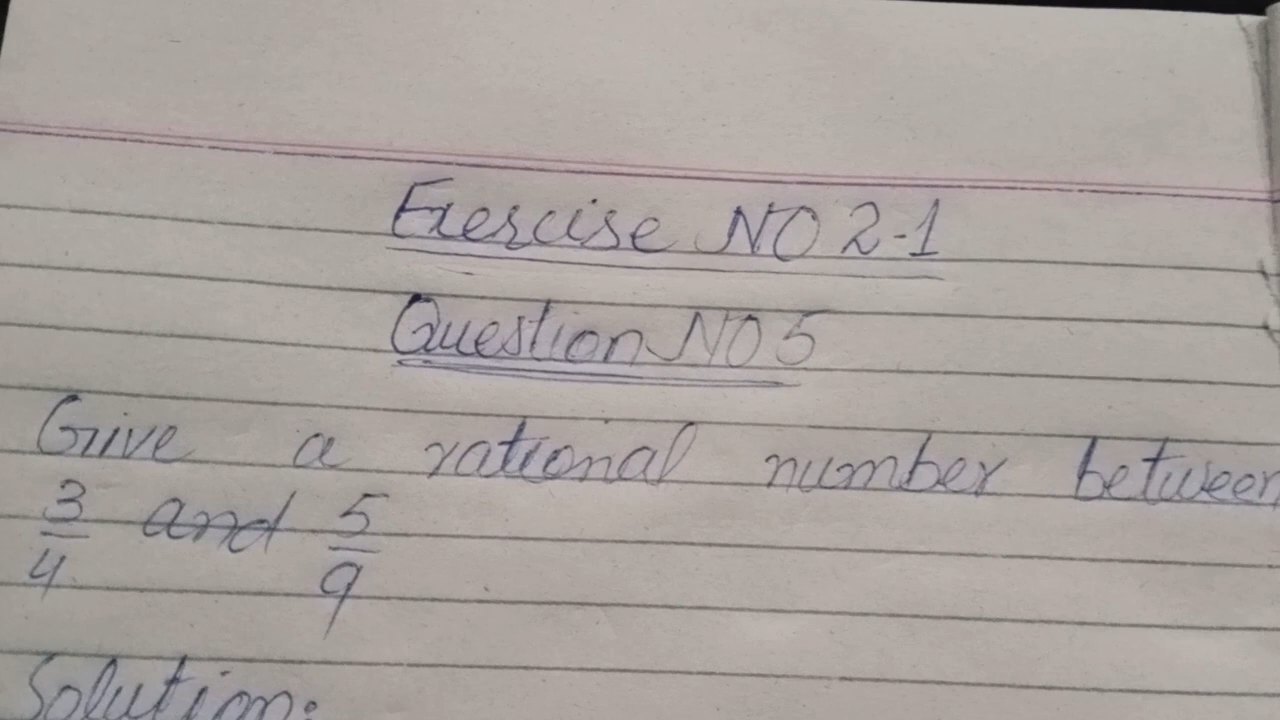 Exercise NO 2-1
Question NO 5
Give a rational number between
3/4 and 5/9
Solution: